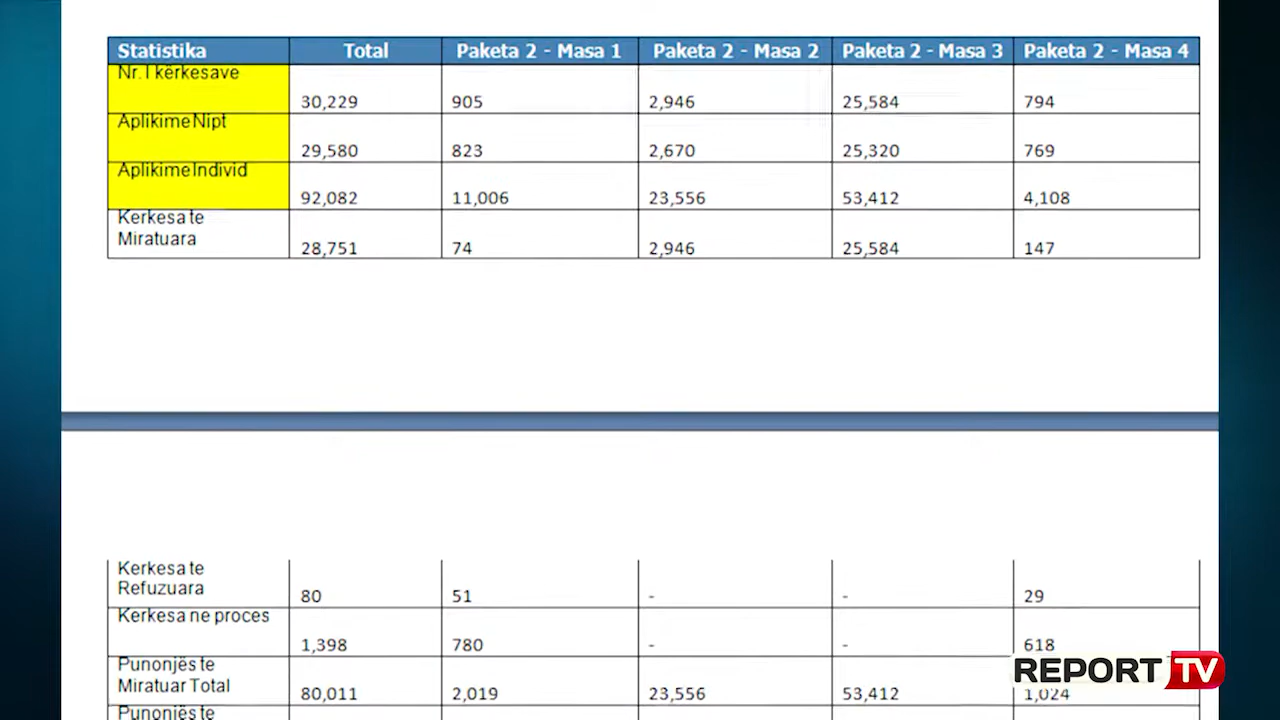 Statistika Total Paketa 2 - Masa 1 Paketa 2 - Masa 2 Paketa 2 - Masa 3 Paketa 2 - Masa 4
Nr. I kërkesave
30,229 905 2,946 25,584 794
Aplikime Nipt
29,580 823 2,670 25,320 769
Aplikime Individ
92,082 11,006 23,556 53,412 4,108
Kerkesa te
Miratuara
28,751 74 2,946 25,584 147
Kerkesa te
Refuzuara
80 51 - - 29
Kerkesa ne proces
1,398 780 - - 618
Punonjës te
Miratuar Total
80,011 2,019 23,556 53,412 1,024
Punonjës te
REPORT TV